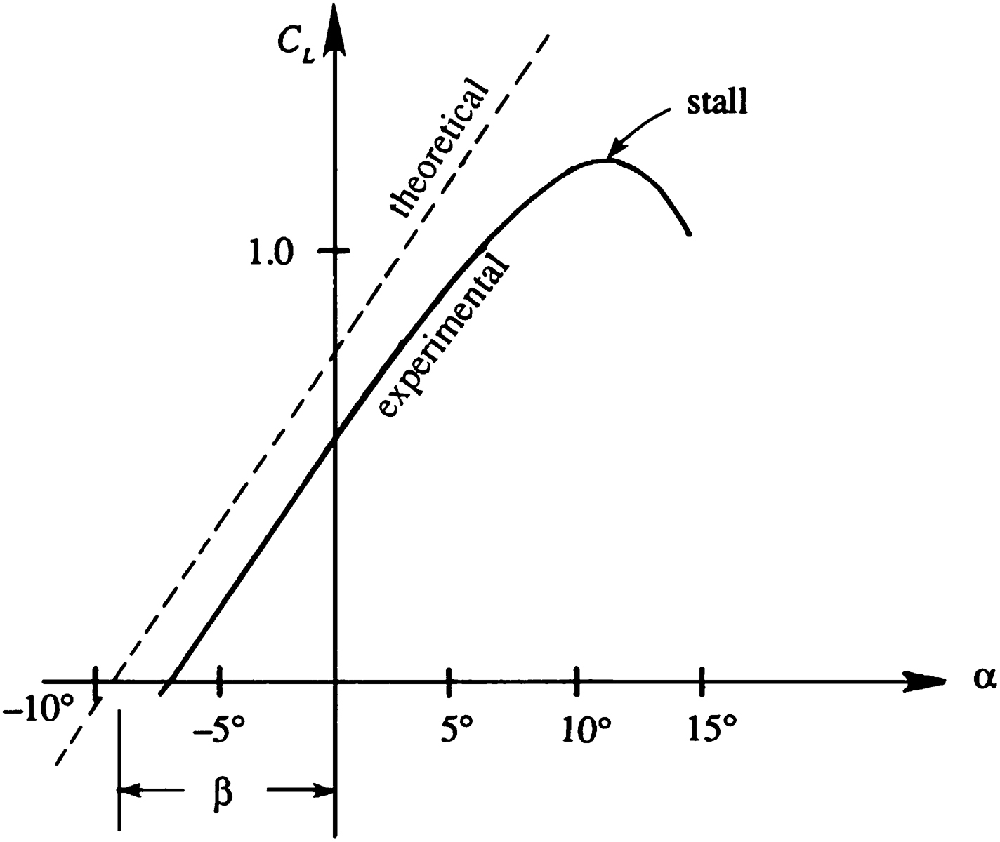 C_L
theoretical
stall
1.0
experimental
α
–10°
–5°
5°
10°
15°
β